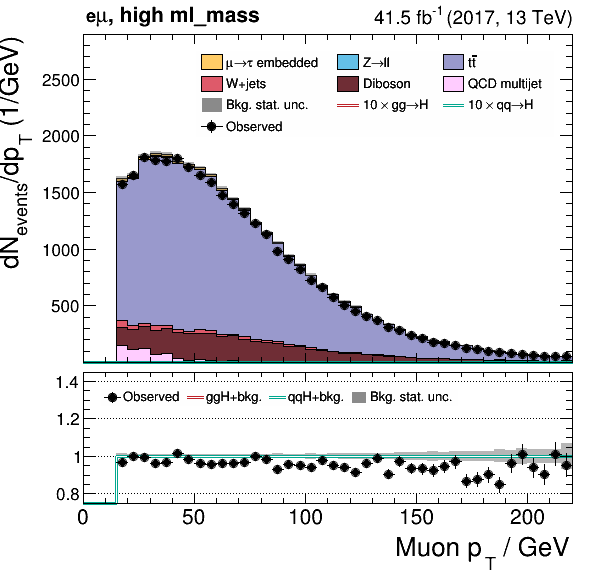 eμ, high ml_mass 41.5 fb⁻¹ (2017, 13 TeV)
dN_events/dp_T (1/GeV)
μ→τ embedded Z→ll tt̄
W+jets Diboson QCD multijet
Bkg. stat. unc. 10 × gg→H 10 × qq→H
Observed
2500
2000
1500
1000
500
Observed ggH+bkg. qqH+bkg. Bkg. stat. unc.
1.4
1.2
1
0.8
0 50 100 150 200
Muon p_T / GeV